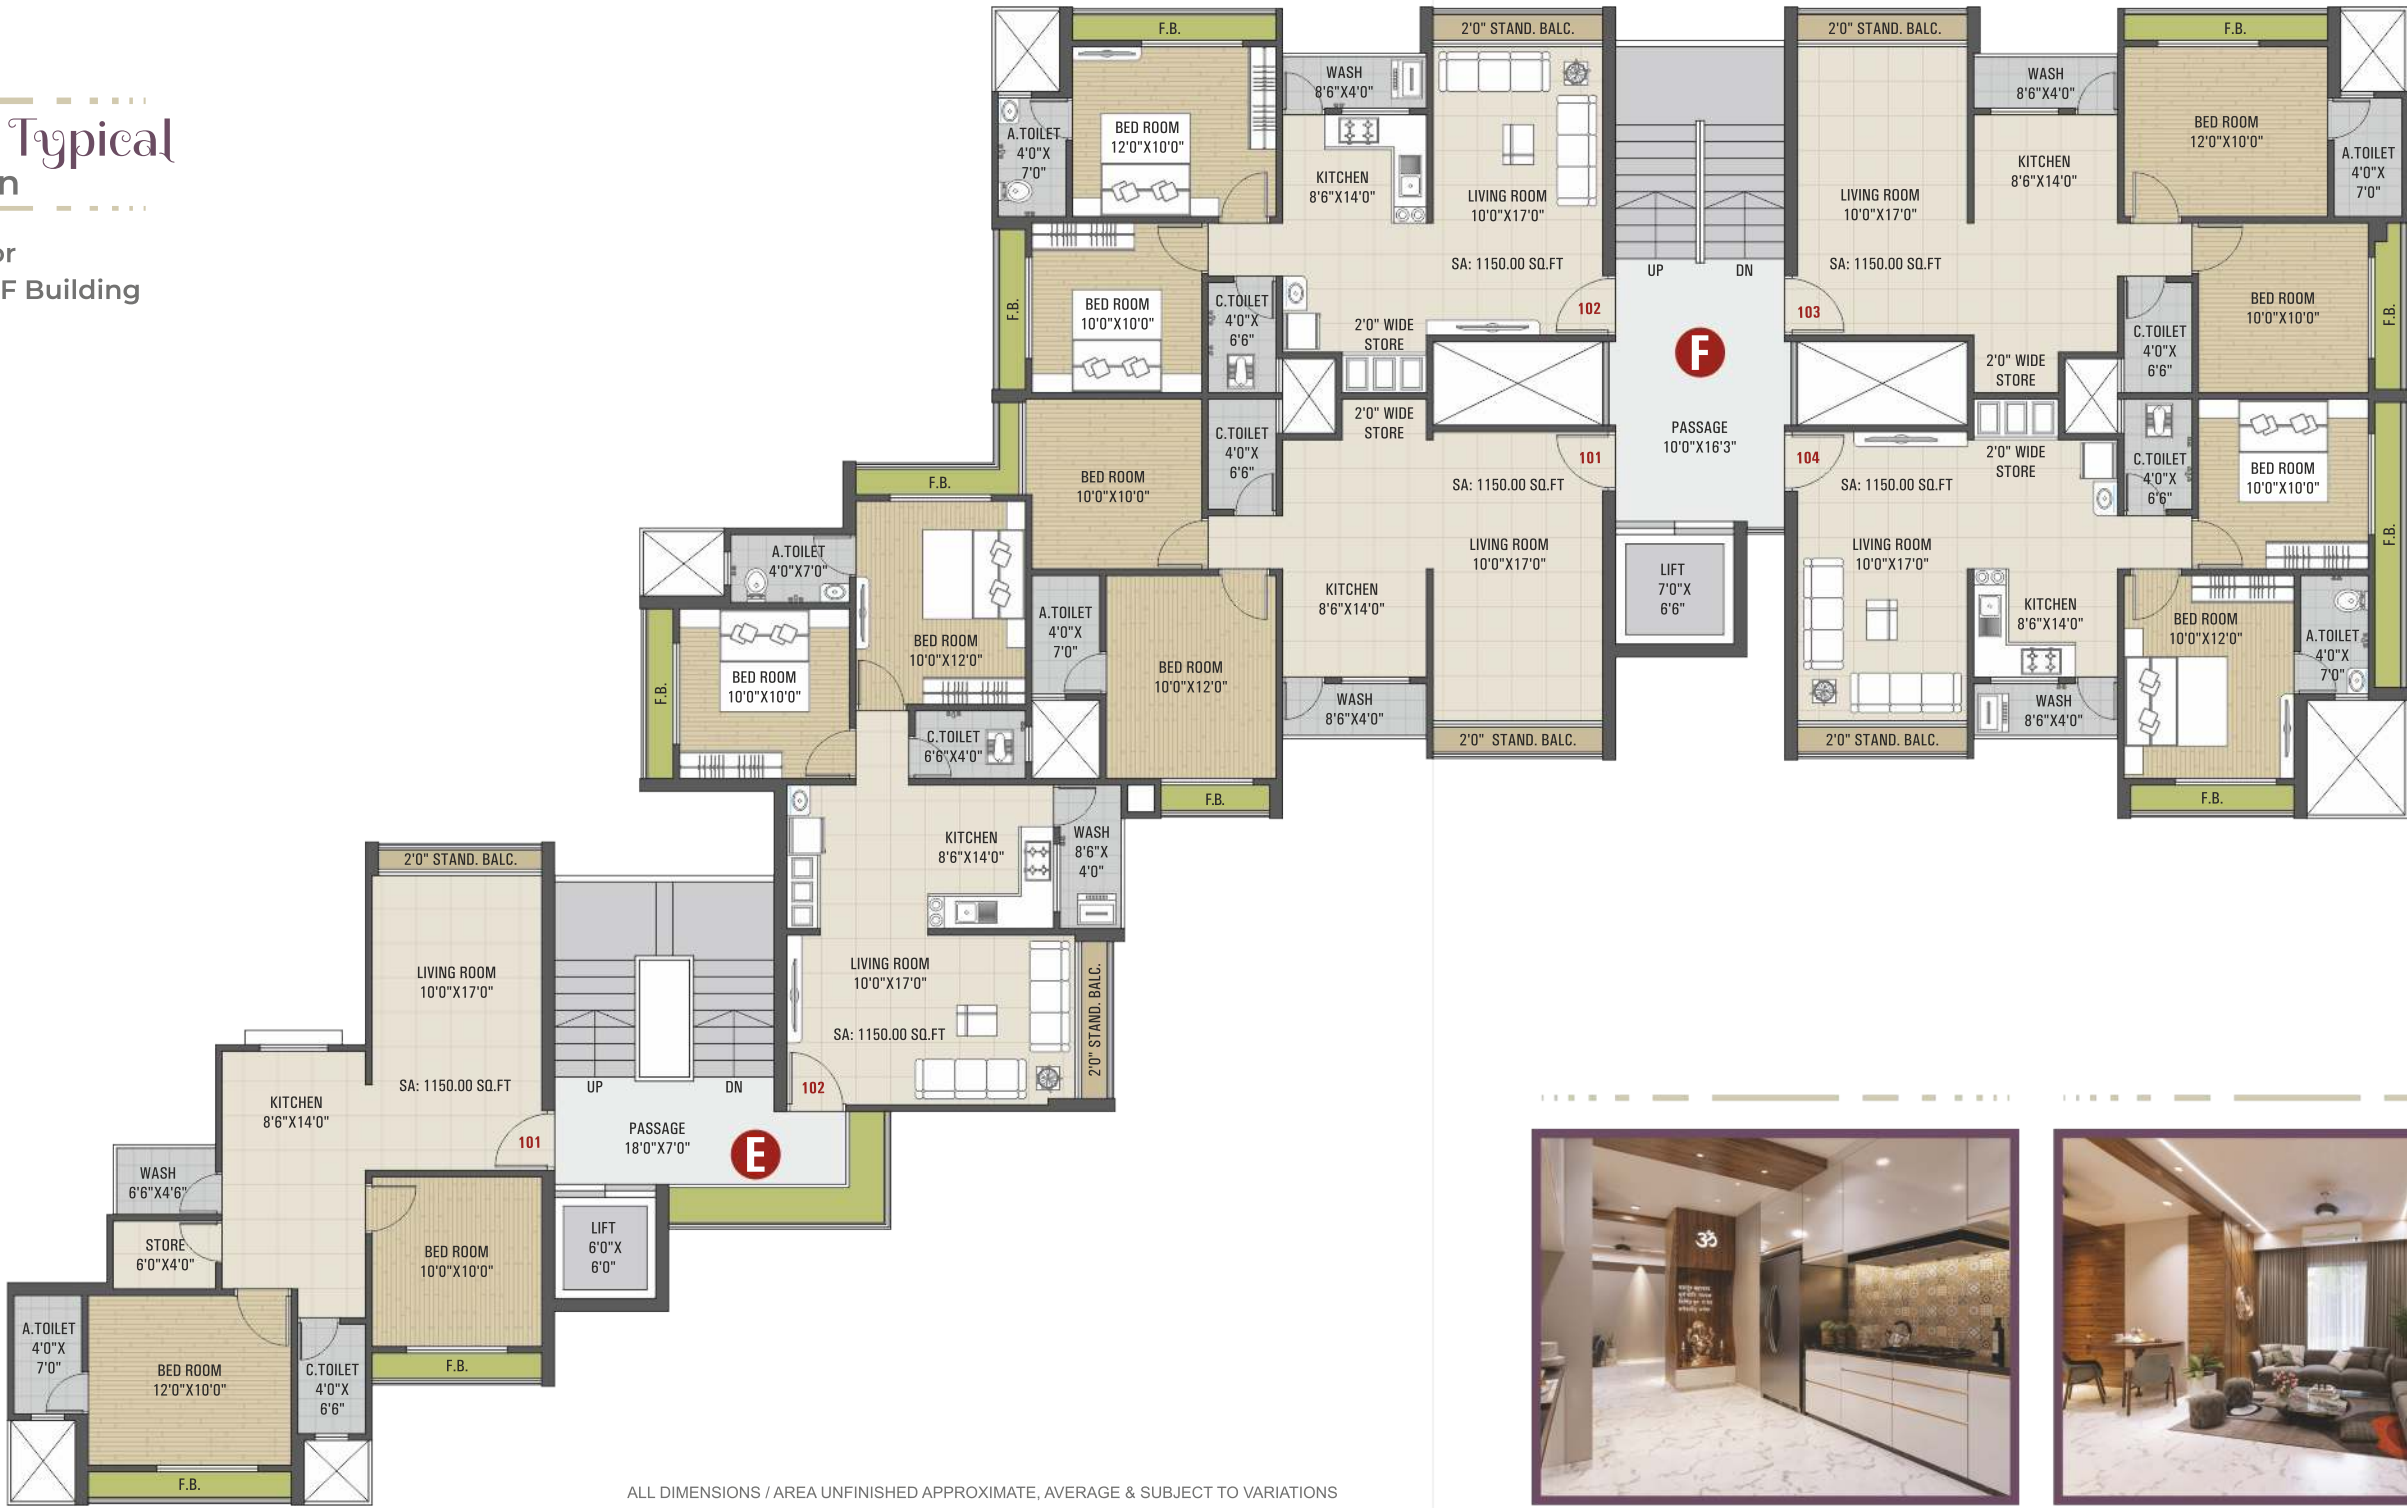 Typical
n
or
F Building
F.B.
2'0" STAND. BALC.
2'0" STAND. BALC.
F.B.
WASH
8'6"X4'0"
WASH
8'6"X4'0"
A.TOILET
4'0"X
7'0"
BED ROOM
12'0"X10'0"
KITCHEN
8'6"X14'0"
LIVING ROOM
10'0"X17'0"
SA: 1150.00 SQ.FT
UP
DN
LIVING ROOM
10'0"X17'0"
SA: 1150.00 SQ.FT
KITCHEN
8'6"X14'0"
BED ROOM
12'0"X10'0"
A.TOILET
4'0"X
7'0"
F.B.
BED ROOM
10'0"X10'0"
C.TOILET
4'0"X
6'6"
2'0" WIDE
STORE
102
103
F
2'0" WIDE
STORE
C.TOILET
4'0"X
6'6"
BED ROOM
10'0"X10'0"
F.B.
F.B.
BED ROOM
10'0"X10'0"
C.TOILET
4'0"X
6'6"
2'0" WIDE
STORE
SA: 1150.00 SQ.FT
101
PASSAGE
10'0"X16'3"
104
SA: 1150.00 SQ.FT
2'0" WIDE
STORE
C.TOILET
4'0"X
6'6"
BED ROOM
10'0"X10'0"
F.B.
A.TOILET
4'0"X7'0"
BED ROOM
10'0"X12'0"
A.TOILET
4'0"X
7'0"
BED ROOM
10'0"X12'0"
KITCHEN
8'6"X14'0"
LIVING ROOM
10'0"X17'0"
LIFT
7'0"X
6'6"
LIVING ROOM
10'0"X17'0"
KITCHEN
8'6"X14'0"
BED ROOM
10'0"X12'0"
A.TOILET
4'0"X
7'0"
F.B.
BED ROOM
10'0"X10'0"
C.TOILET
6'6"X4'0"
WASH
8'6"X4'0"
2'0" STAND. BALC.
2'0" STAND. BALC.
WASH
8'6"X4'0"
F.B.
F.B.
KITCHEN
8'6"X14'0"
WASH
8'6"X
4'0"
2'0" STAND. BALC.
LIVING ROOM
10'0"X17'0"
SA: 1150.00 SQ.FT
LIVING ROOM
10'0"X17'0"
SA: 1150.00 SQ.FT
2'0" STAND. BALC.
KITCHEN
8'6"X14'0"
UP
DN
102
101
PASSAGE
18'0"X7'0"
E
WASH
6'6"X4'6"
STORE
6'0"X4'0"
BED ROOM
10'0"X10'0"
LIFT
6'0"X
6'0"
A.TOILET
4'0"X
7'0"
BED ROOM
12'0"X10'0"
C.TOILET
4'0"X
6'6"
F.B.
F.B.
ॐ
ALL DIMENSIONS / AREA UNFINISHED APPROXIMATE, AVERAGE & SUBJECT TO VARIATIONS